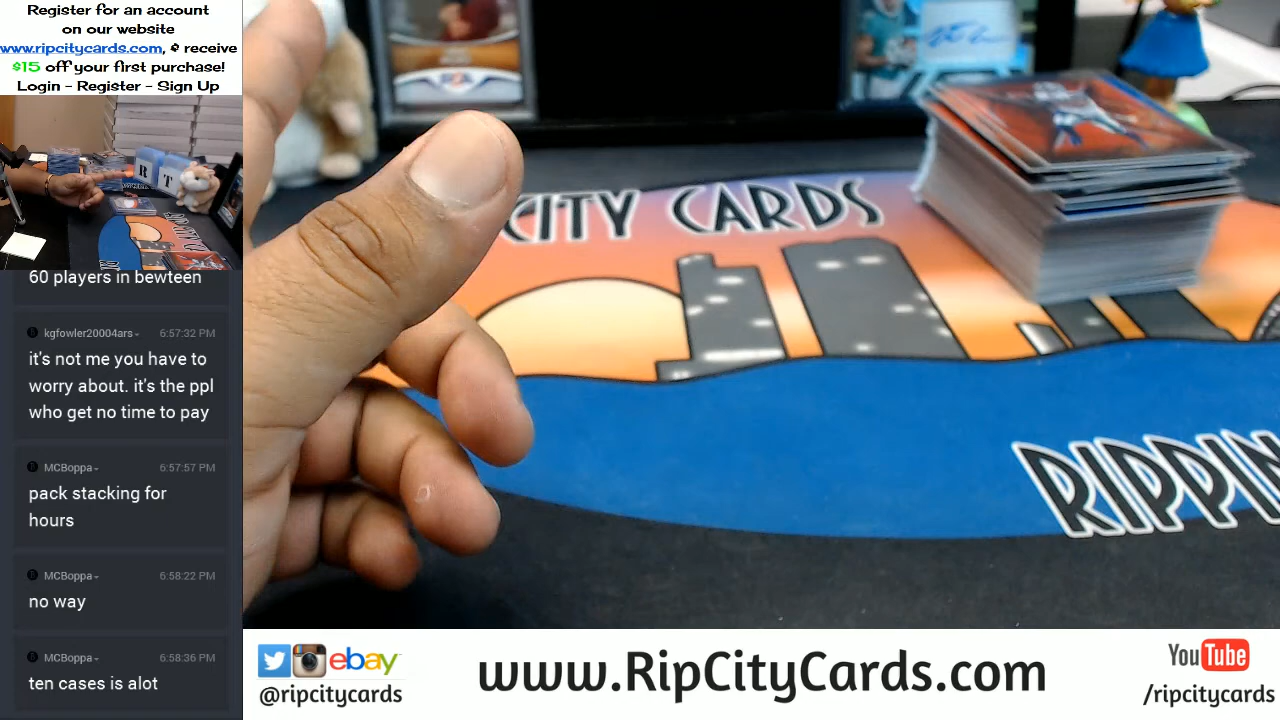 Register for an account
on our website
www.ripcitycards.com, & receive
$15 off your first purchase!
Login - Register - Sign Up
R T
60 players in bewteen
kgfowler20004ars 6:57:32 PM
it's not me you have to
worry about. it's the ppl
who get no time to pay
MCBoppa 6:57:57 PM
pack stacking for
hours
MCBoppa 6:58:22 PM
no way
MCBoppa 6:58:36 PM
ten cases is alot
CITY CARDS
RIPPIN
ebay
@ripcitycards
www.RipCityCards.com
YouTube
/ripcitycards